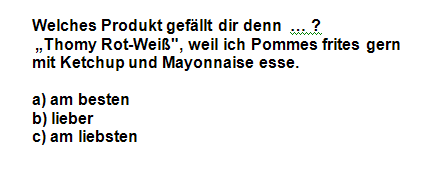 Welches Produkt gefällt dir denn ... ?
„Thomy Rot-Weiß", weil ich Pommes frites gern
mit Ketchup und Mayonnaise esse.
a) am besten
b) lieber
c) am liebsten